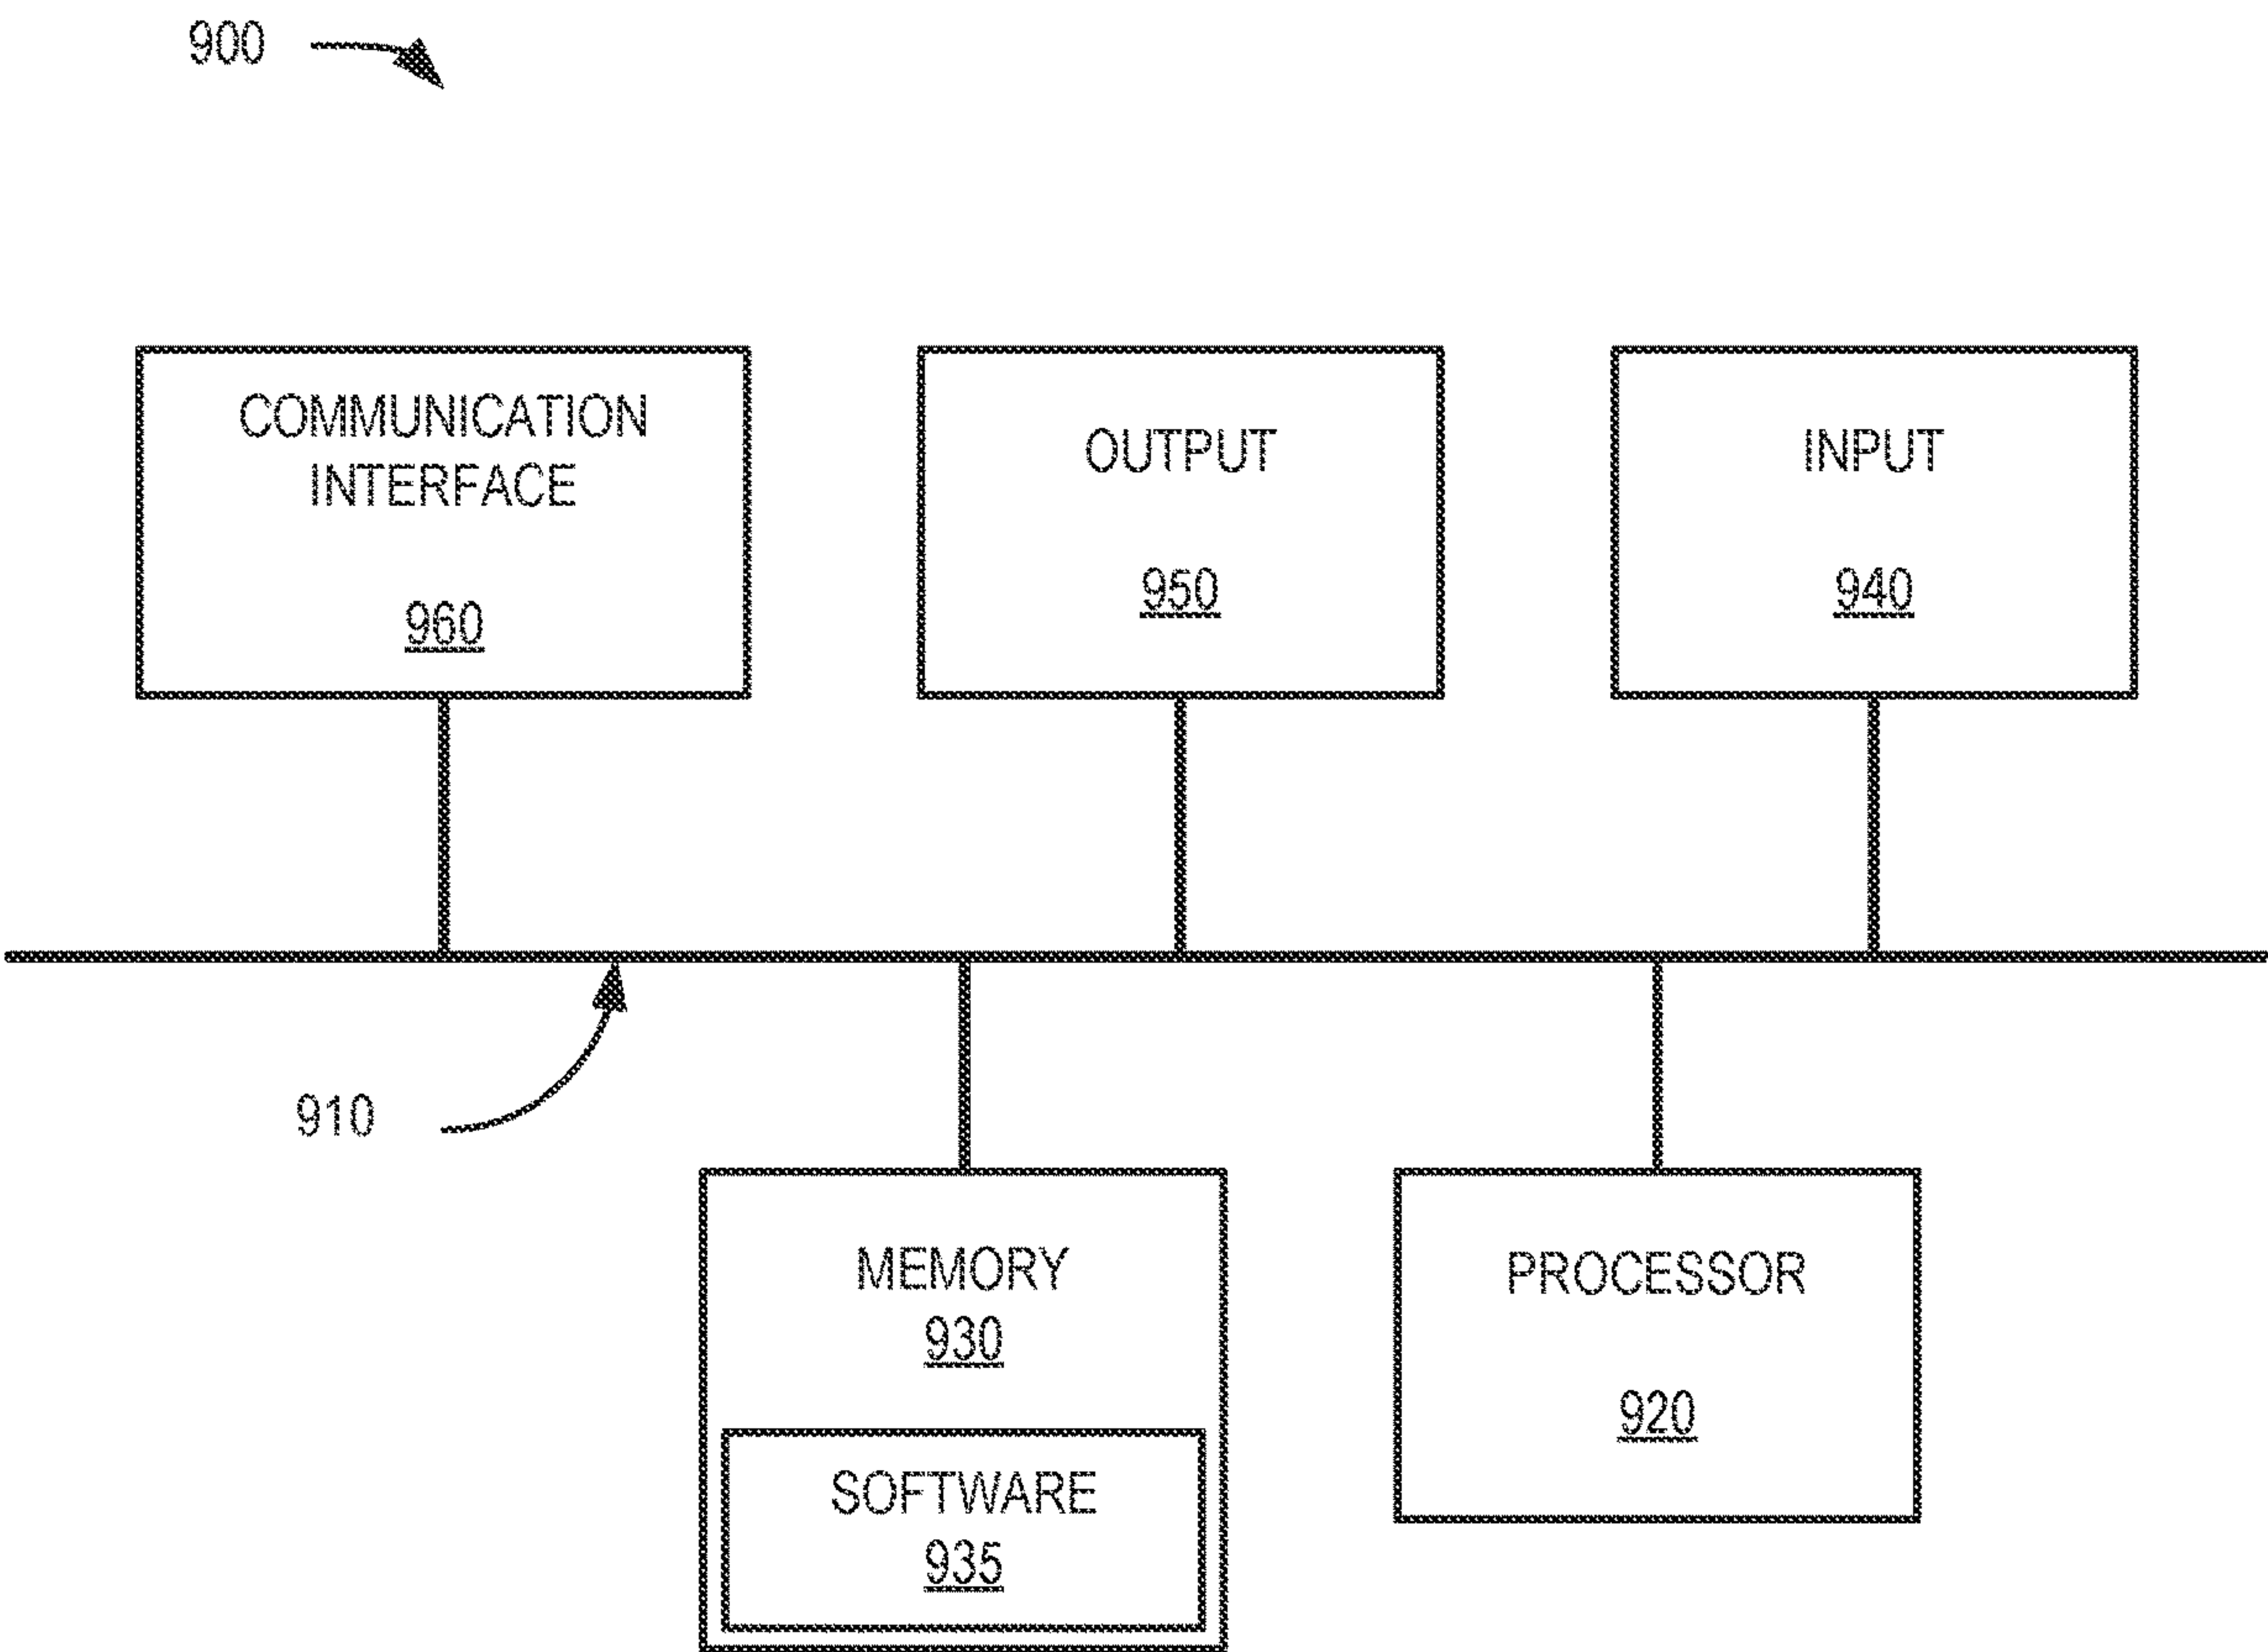 900
COMMUNICATION
INTERFACE
960
OUTPUT
950
INPUT
940
910
MEMORY
930
SOFTWARE
935
PROCESSOR
920